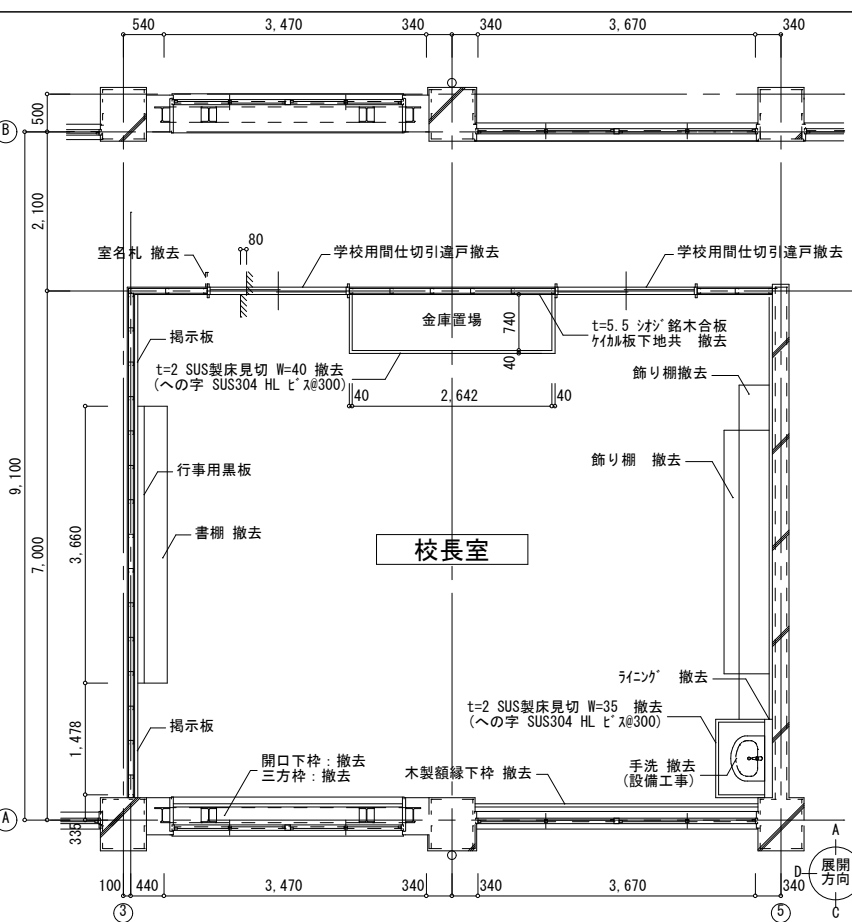 540 3,470 340 340 3,670 340
B
500
2,100
80
室名札 撤去
学校用間仕切引違戸撤去
学校用間仕切引違戸撤去
掲示板
金庫置場
740
40
t=5.5 ｼｵｼﾞ銘木合板
ｹｲｶﾙ板下地共 撤去
t=2 SUS製床見切 W=40 撤去
(への字 SUS304 HL ﾋﾞｽ@300)
飾り棚撤去
40 2,642 40
飾り棚 撤去
行事用黒板
9,100
7,000
3,660
書棚 撤去
校長室
ﾗｲﾆﾝｸﾞ 撤去
t=2 SUS製床見切 W=35 撤去
(への字 SUS304 HL ﾋﾞｽ@300)
1,478
掲示板
開口下枠：撤去
三方枠：撤去
木製額縁下枠 撤去
手洗 撤去
(設備工事)
A
335
A
D
展開
方向
C
100 440 3,470 340 340 3,670 340
3 5